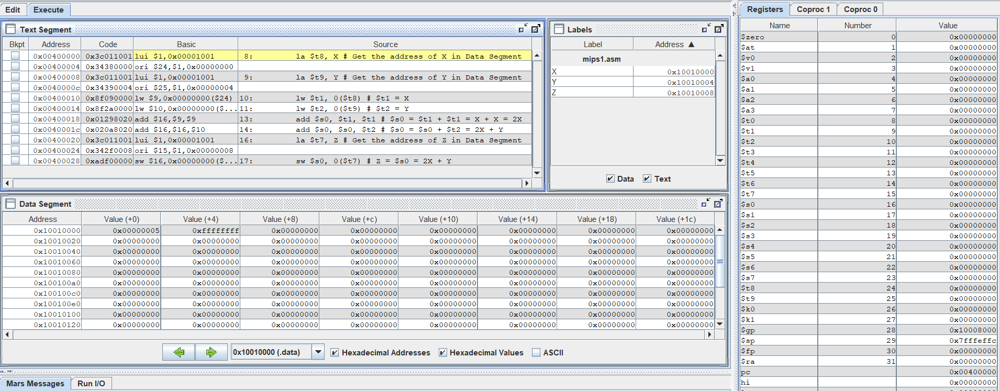 Edit Execute
Text Segment
Bkpt Address Code Basic Source
0x00400000 0x3c011001 lui $1,0x00001001 8: la $t8, X # Get the address of X in Data Segment
0x00400004 0x34380000 ori $24,$1,0x00000000
0x00400008 0x3c011001 lui $1,0x00001001 9: la $t9, Y # Get the address of Y in Data Segment
0x0040000c 0x34390004 ori $25,$1,0x00000004
0x00400010 0x8f090000 lw $9,0x00000000($24) 10: lw $t1, 0($t8) # $t1 = X
0x00400014 0x8f2a0000 lw $10,0x00000000($... 11: lw $t2, 0($t9) # $t2 = Y
0x00400018 0x01298020 add $16,$9,$9 13: add $s0, $t1, $t1 # $s0 = $t1 + $t1 = X + X = 2X
0x0040001c 0x020a8020 add $16,$16,$10 14: add $s0, $s0, $t2 # $s0 = $s0 + $t2 = 2X + Y
0x00400020 0x3c011001 lui $1,0x00001001 16: la $t7, Z # Get the address of Z in Data Segment
0x00400024 0x342f0008 ori $15,$1,0x00000008
0x00400028 0xadf00000 sw $16,0x00000000($... 17: sw $s0, 0($t7) # Z = $s0 = 2X + Y
Labels
Label Address ▲
mips1.asm
X 0x10010000
Y 0x10010004
Z 0x10010008
Data Text
Data Segment
Address Value (+0) Value (+4) Value (+8) Value (+c) Value (+10) Value (+14) Value (+18) Value (+1c)
0x10010000 0x00000005 0xffffffff 0x00000000 0x00000000 0x00000000 0x00000000 0x00000000 0x00000000
0x10010020 0x00000000 0x00000000 0x00000000 0x00000000 0x00000000 0x00000000 0x00000000 0x00000000
0x10010040 0x00000000 0x00000000 0x00000000 0x00000000 0x00000000 0x00000000 0x00000000 0x00000000
0x10010060 0x00000000 0x00000000 0x00000000 0x00000000 0x00000000 0x00000000 0x00000000 0x00000000
0x10010080 0x00000000 0x00000000 0x00000000 0x00000000 0x00000000 0x00000000 0x00000000 0x00000000
0x100100a0 0x00000000 0x00000000 0x00000000 0x00000000 0x00000000 0x00000000 0x00000000 0x00000000
0x100100c0 0x00000000 0x00000000 0x00000000 0x00000000 0x00000000 0x00000000 0x00000000 0x00000000
0x100100e0 0x00000000 0x00000000 0x00000000 0x00000000 0x00000000 0x00000000 0x00000000 0x00000000
0x10010100 0x00000000 0x00000000 0x00000000 0x00000000 0x00000000 0x00000000 0x00000000 0x00000000
0x10010120 0x00000000 0x00000000 0x00000000 0x00000000 0x00000000 0x00000000 0x00000000 0x00000000
0x10010000 (.data) Hexadecimal Addresses Hexadecimal Values ASCII
Mars Messages Run I/O
Registers Coproc 1 Coproc 0
Name Number Value
$zero 0 0x00000000
$at 1 0x00000000
$v0 2 0x00000000
$v1 3 0x00000000
$a0 4 0x00000000
$a1 5 0x00000000
$a2 6 0x00000000
$a3 7 0x00000000
$t0 8 0x00000000
$t1 9 0x00000000
$t2 10 0x00000000
$t3 11 0x00000000
$t4 12 0x00000000
$t5 13 0x00000000
$t6 14 0x00000000
$t7 15 0x00000000
$s0 16 0x00000000
$s1 17 0x00000000
$s2 18 0x00000000
$s3 19 0x00000000
$s4 20 0x00000000
$s5 21 0x00000000
$s6 22 0x00000000
$s7 23 0x00000000
$t8 24 0x00000000
$t9 25 0x00000000
$k0 26 0x00000000
$k1 27 0x00000000
$gp 28 0x10008000
$sp 29 0x7fffeffc
$fp 30 0x00000000
$ra 31 0x00000000
pc 0x00400000
hi 0x00000000